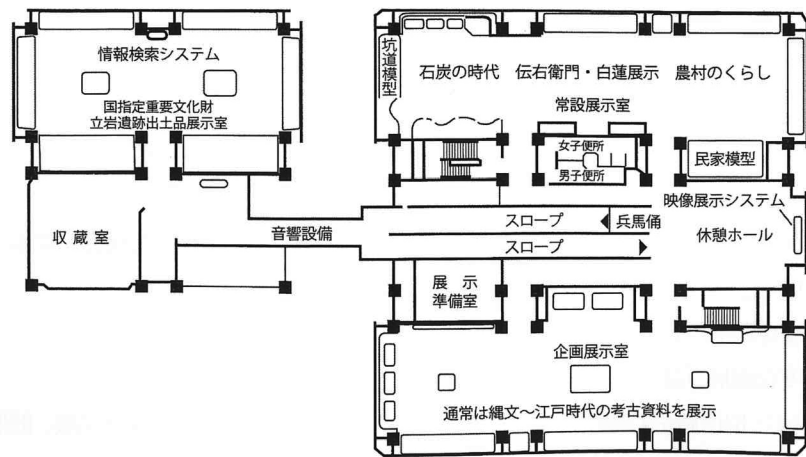 情報検索システム
国指定重要文化財
立岩遺跡出土品展示室
坑道模型
石炭の時代　伝右衛門・白蓮展示　農村のくらし
常設展示室
女子便所
男子便所
民家模型
映像展示システム
休憩ホール
収蔵室
音響設備
スロープ
兵馬俑
スロープ
展示
準備室
企画展示室
通常は縄文～江戸時代の考古資料を展示